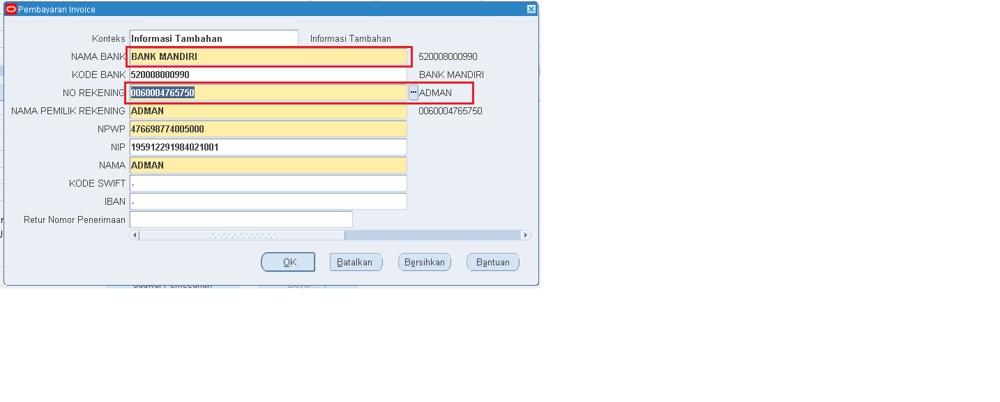 Pembayaran Invoice
Konteks Informasi Tambahan Informasi Tambahan
NAMA BANK BANK MANDIRI 520008000990
KODE BANK 520008000990 BANK MANDIRI
NO REKENING 0060004765750 ... ADMAN
NAMA PEMILIK REKENING ADMAN 0060004765750
NPWP 476698774005000
NIP 195912291984021001
NAMA ADMAN
KODE SWIFT -
IBAN -
Retur Nomor Penerimaan
OK Batalkan Bersihkan Bantuan